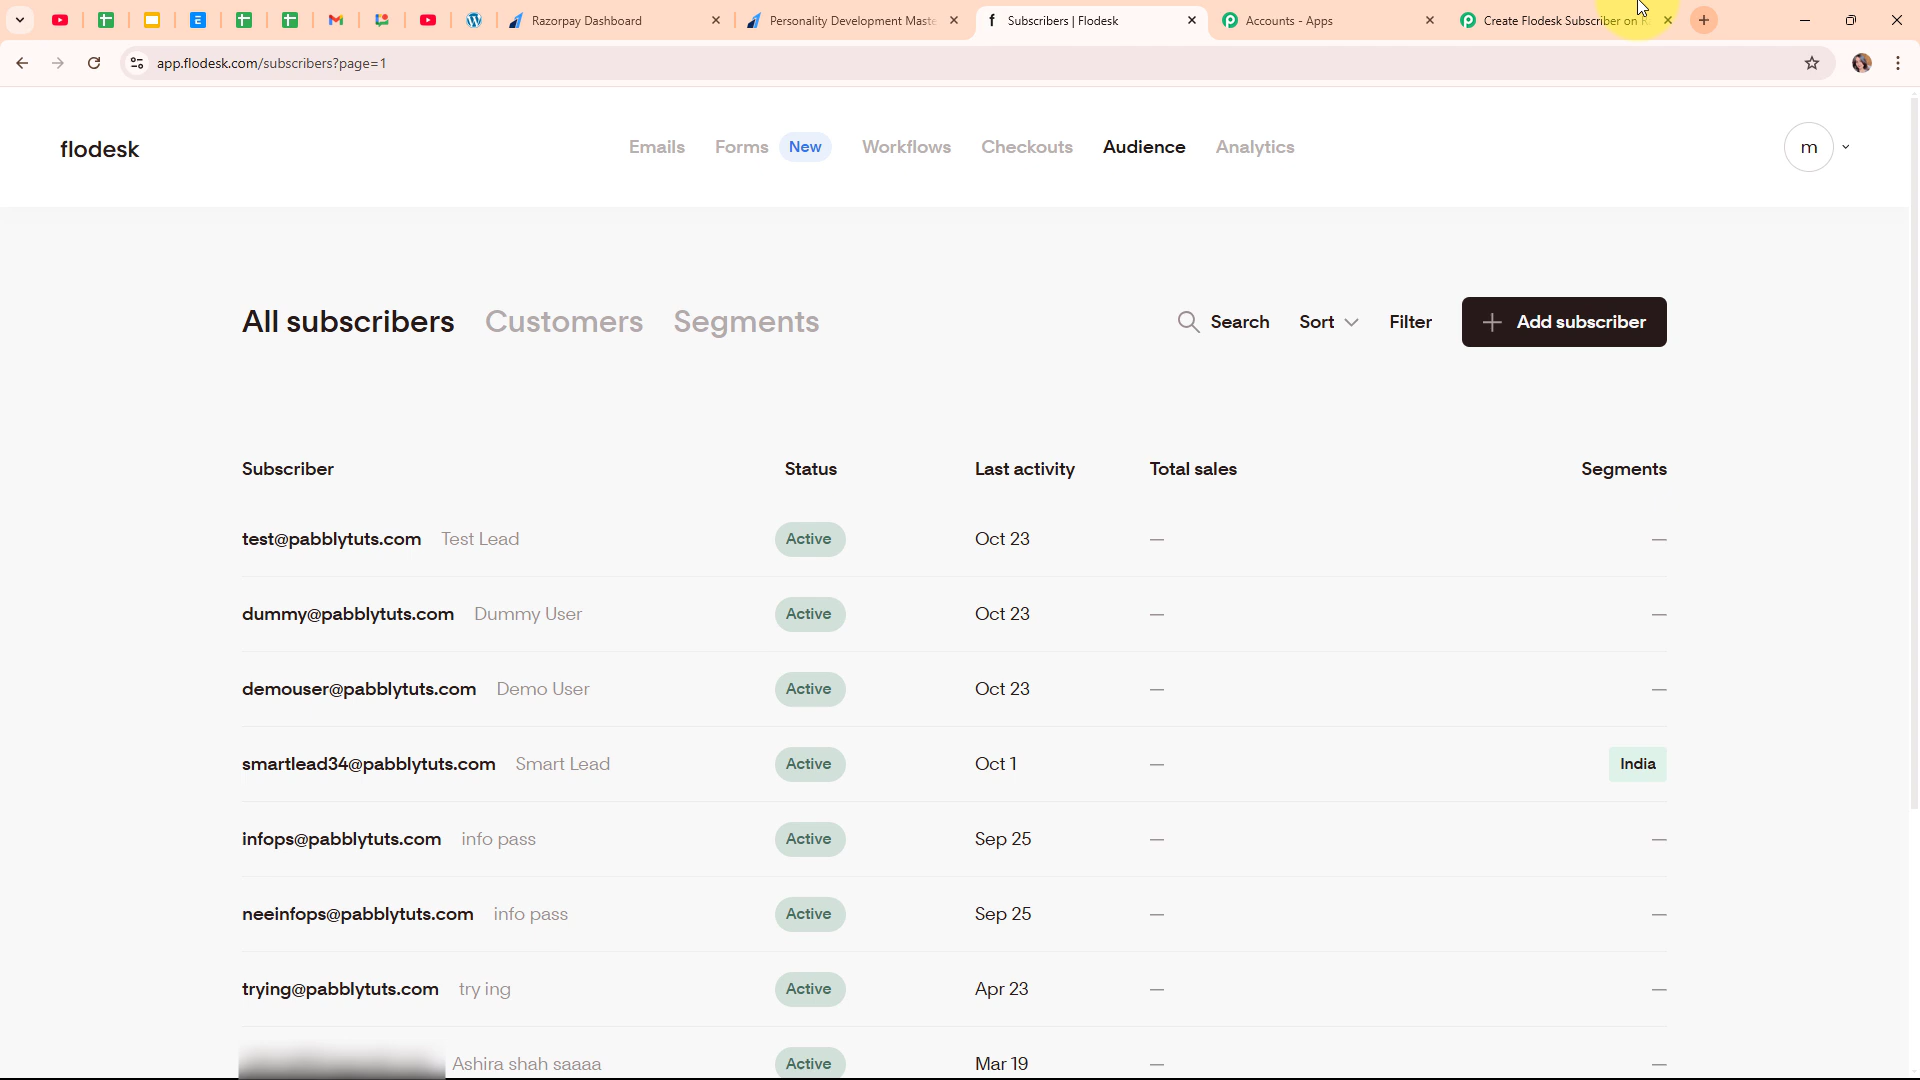 Razorpay Dashboard
Personality Development Maste
Subscribers | Flodesk
Accounts - Apps
Create Flodesk Subscriber on R
app.flodesk.com/subscribers?page=1
flodesk
Emails
Forms
New
Workflows
Checkouts
Audience
Analytics
m
All subscribers
Customers
Segments
Search
Sort
Filter
Add subscriber
Subscriber Status Last activity Total sales Segments
test@pabblytuts.com Test Lead Active Oct 23 — —
dummy@pabblytuts.com Dummy User Active Oct 23 — —
demouser@pabblytuts.com Demo User Active Oct 23 — —
smartlead34@pabblytuts.com Smart Lead Active Oct 1 — India
infops@pabblytuts.com info pass Active Sep 25 — —
neeinfops@pabblytuts.com info pass Active Sep 25 — —
trying@pabblytuts.com try ing Active Apr 23 — —
Ashira shah saaaa Active Mar 19 — —